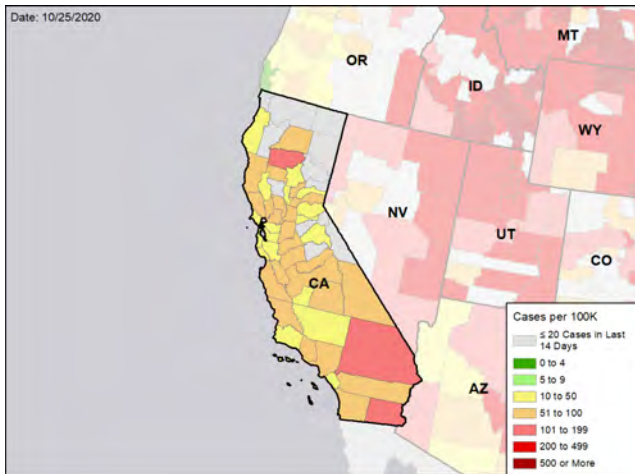 Date: 10/25/2020
MT
OR
ID
WY
NV
UT
CO
CA
AZ
Cases per 100K
≤ 20 Cases in Last
14 Days
0 to 4
5 to 9
10 to 50
51 to 100
101 to 199
200 to 499
500 or More